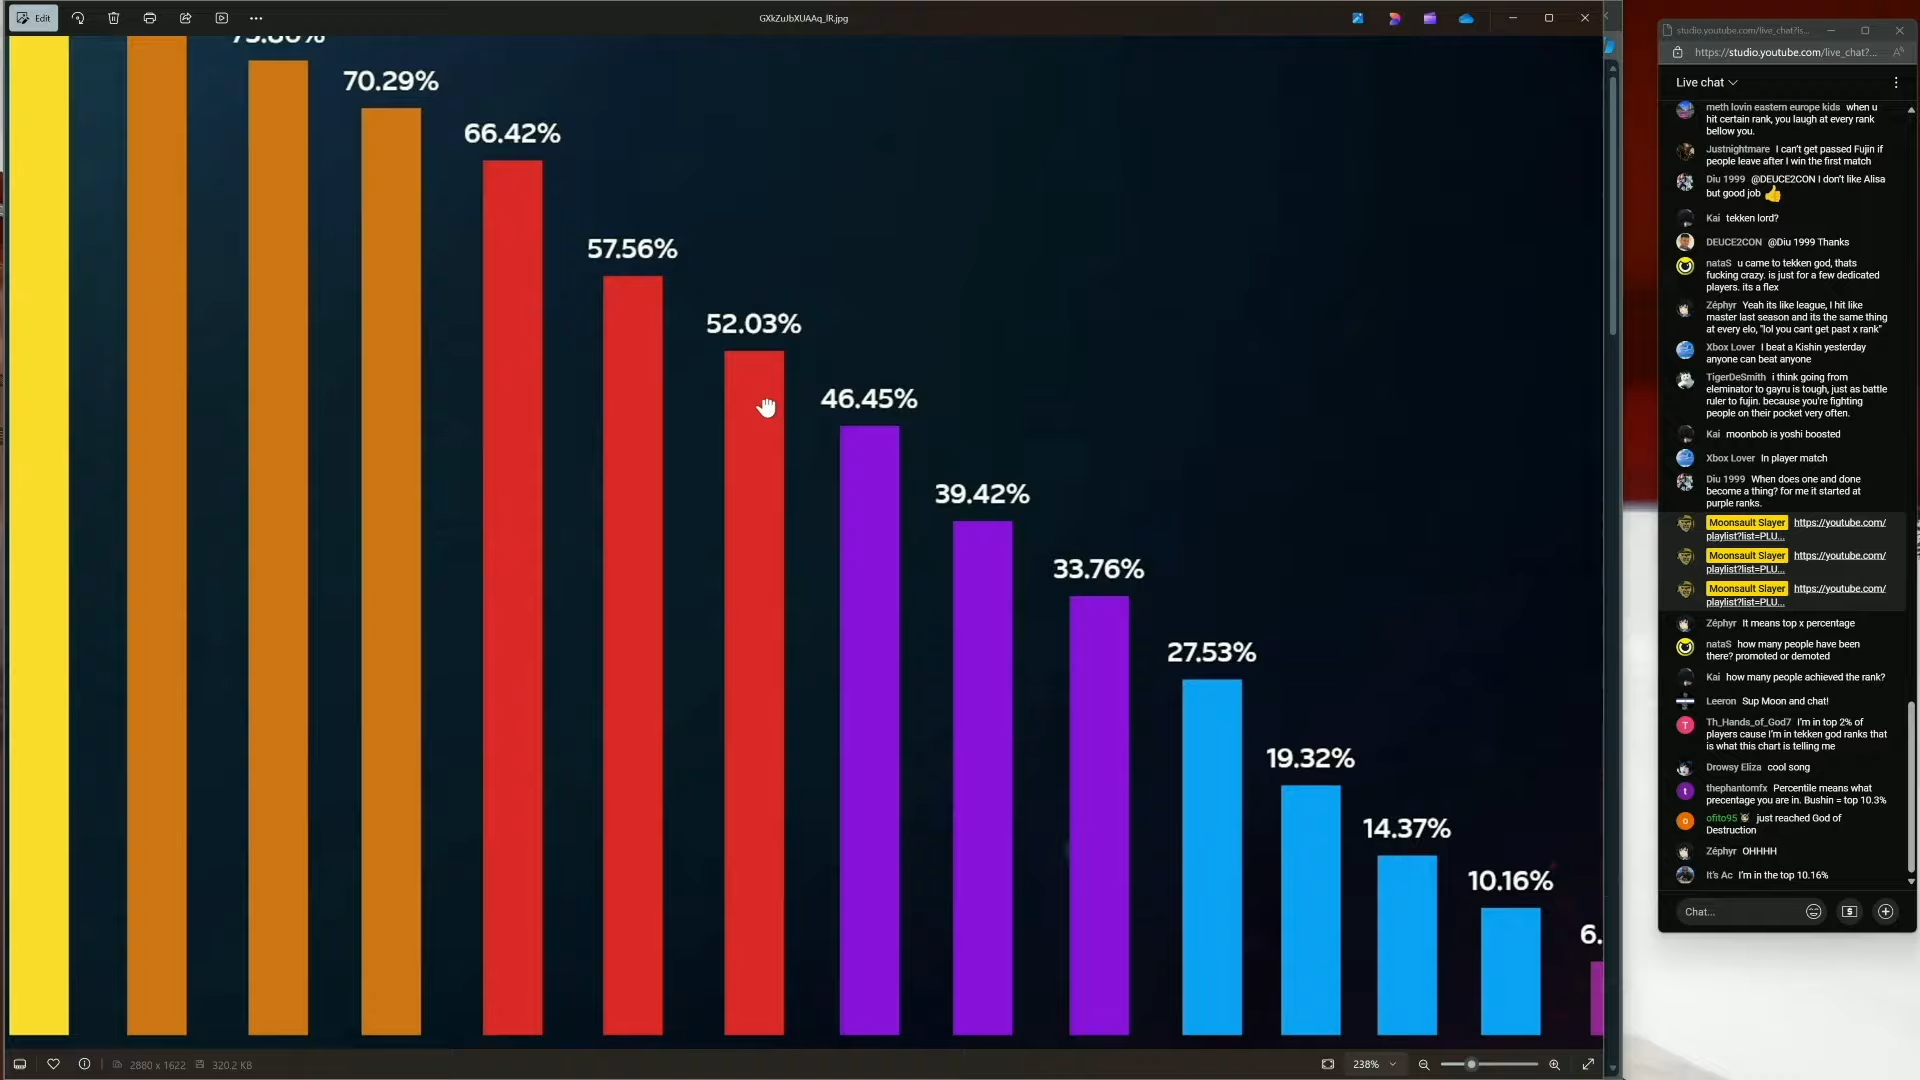 Edit
GXkZuJbXUAAq_lR.jpg
70.29%
66.42%
57.56%
52.03%
46.45%
39.42%
33.76%
27.53%
19.32%
14.37%
10.16%
6.
2880 x 1622
320.2 KB
238%
studio.youtube.com/live_chat?is...
https://studio.youtube.com/live_chat?...
Live chat
meth lovin eastern europe kids when u
hit certain rank, you laugh at every rank
bellow you.
Justnightmare I can't get passed Fujin if
people leave after I win the first match
Diu 1999 @DEUCE2CON I don't like Alisa
but good job 👍
Kai tekken lord?
DEUCE2CON @Diu 1999 Thanks
nataS u came to tekken god, thats
fucking crazy. is just for a few dedicated
players. its a flex
Zéphyr Yeah its like league, I hit like
master last season and its the same thing
at every elo, "lol you cant get past x rank"
Xbox Lover I beat a Kishin yesterday
anyone can beat anyone
TigerDeSmith i think going from
eleminator to gayru is tough, just as battle
ruler to fujin. because you're fighting
people on their pocket very often.
Kai moonbob is yoshi boosted
Xbox Lover In player match
Diu 1999 When does one and done
become a thing? for me it started at
purple ranks.
Moonsault Slayer https://youtube.com/
playlist?list=PLU...
Moonsault Slayer https://youtube.com/
playlist?list=PLU...
Moonsault Slayer https://youtube.com/
playlist?list=PLU...
Zéphyr It means top x percentage
nataS how many people have been
there? promoted or demoted
Kai how many people achieved the rank?
Leeron Sup Moon and chat!
Th_Hands_of_God7 I'm in top 2% of
players cause I'm in tekken god ranks that
is what this chart is telling me
Drowsy Eliza cool song
thephantomfx Percentile means what
precentage you are in. Bushin = top 10.3%
ofito95 just reached God of
Destruction
Zéphyr OHHHH
It's Ac I'm in the top 10.16%
Chat...